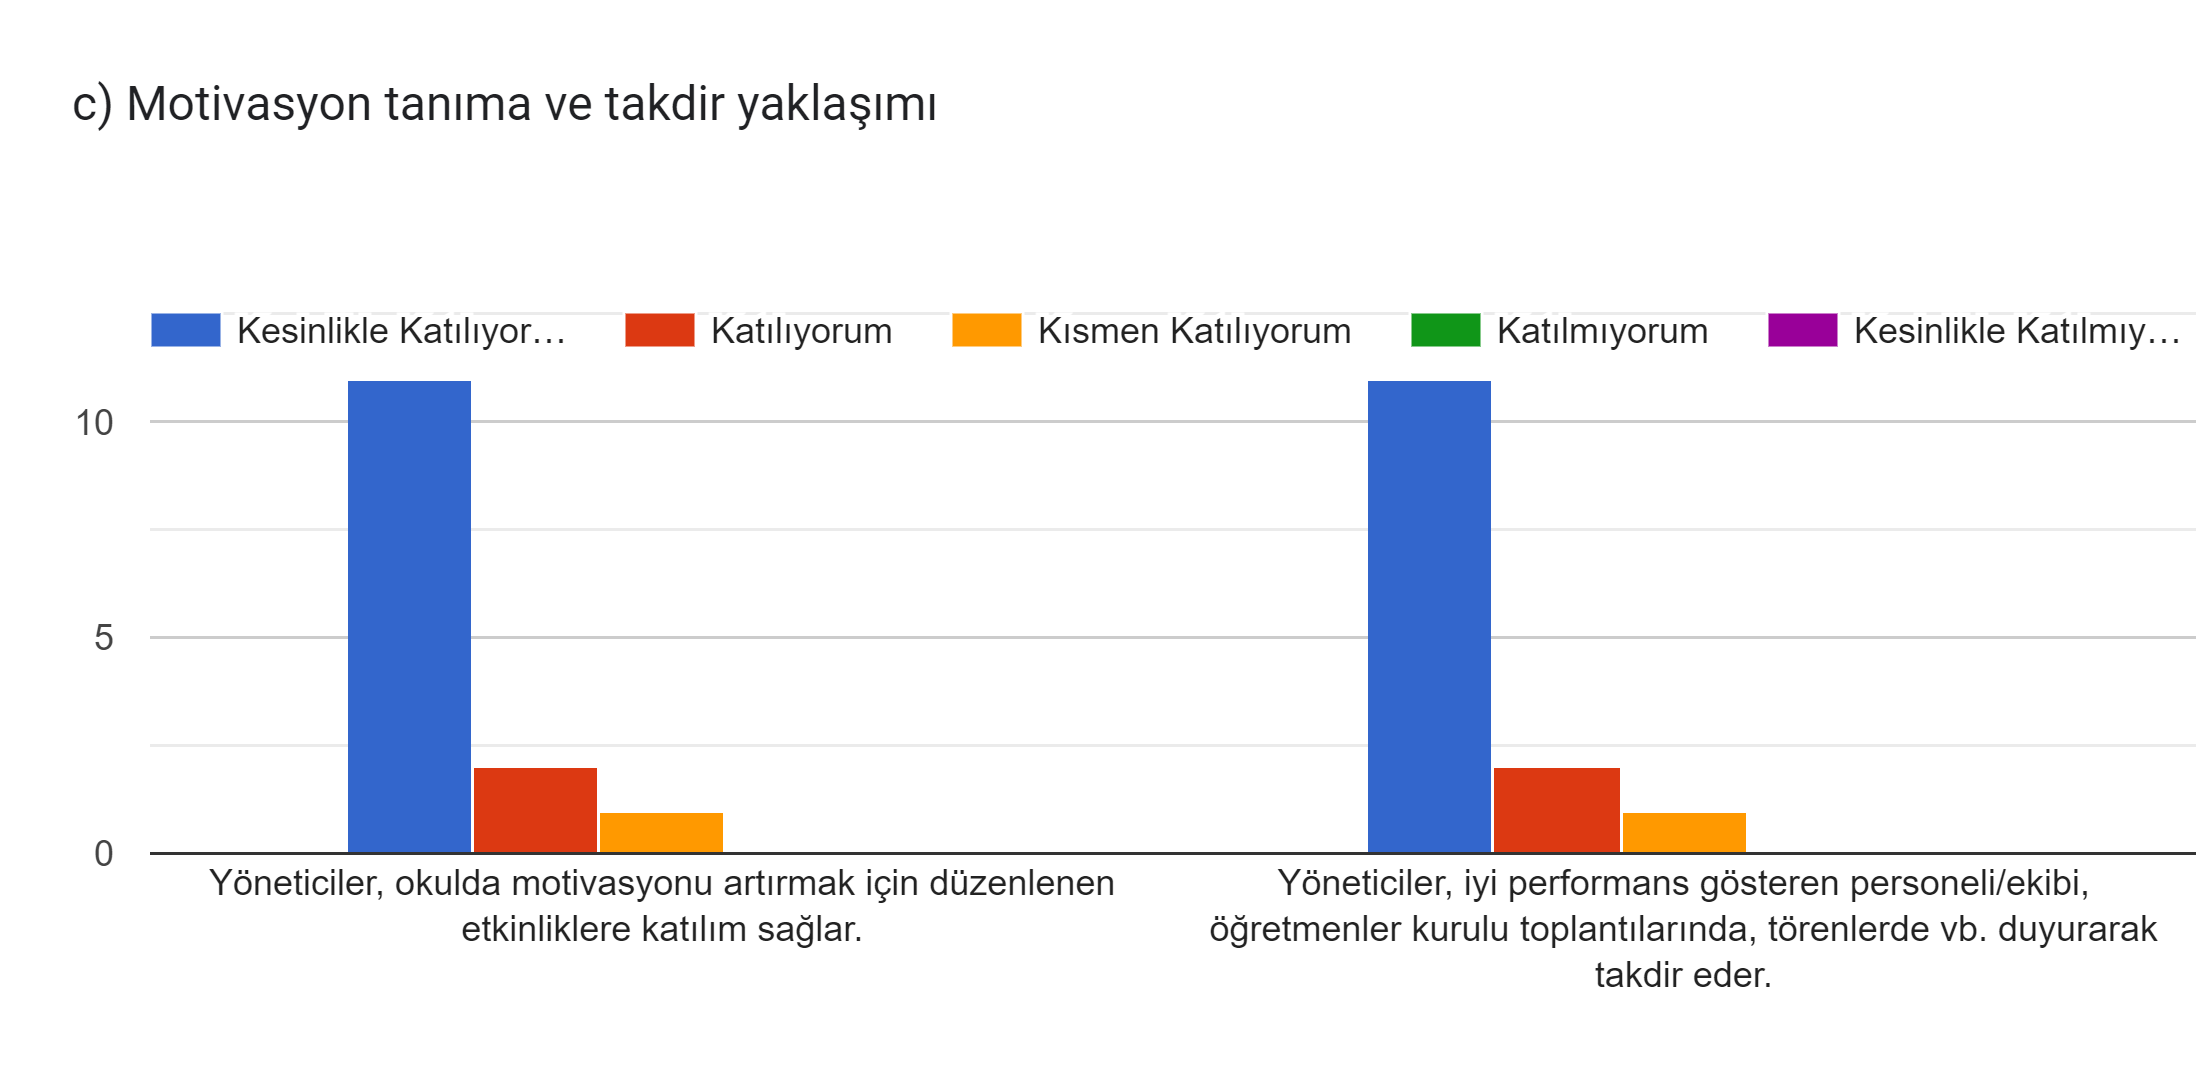 c) Motivasyon tanıma ve takdir yaklaşımı
Kesinlikle Katılıyor… Katılıyorum Kısmen Katılıyorum Katılmıyorum Kesinlikle Katılmıy…
10
5
0
Yöneticiler, okulda motivasyonu artırmak için düzenlenen
etkinliklere katılım sağlar.
Yöneticiler, iyi performans gösteren personeli/ekibi,
öğretmenler kurulu toplantılarında, törenlerde vb. duyurarak
takdir eder.